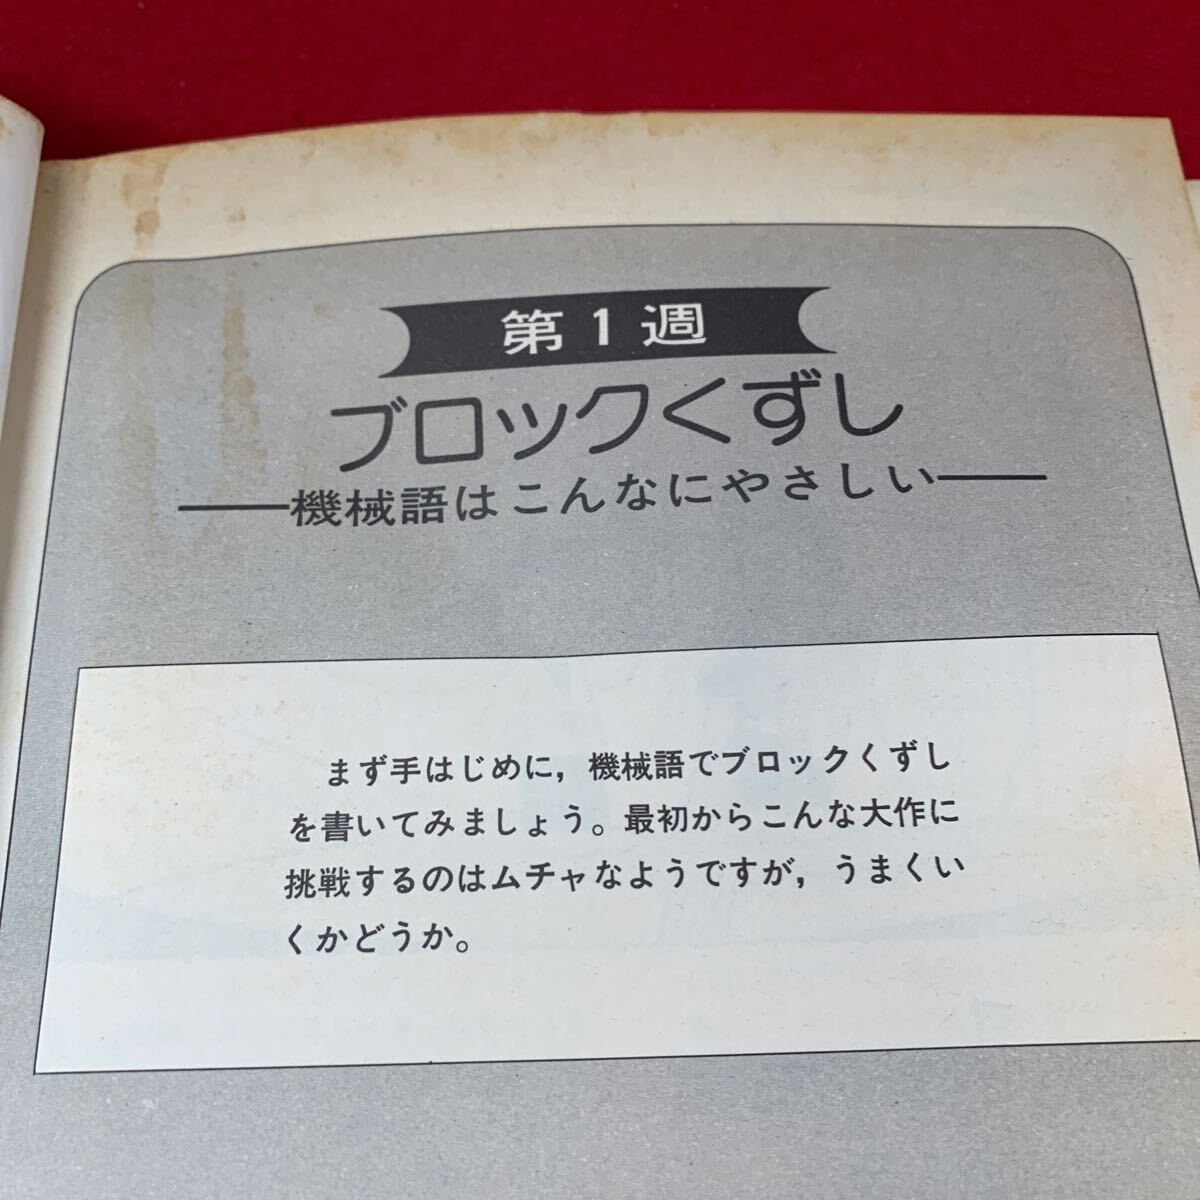 第1週
ブロックくずし
——機械語はこんなにやさしい——
まず手はじめに，機械語でブロックくずし
を書いてみましょう。最初からこんな大作に
挑戦するのはムチャなようですが，うまくい
くかどうか。